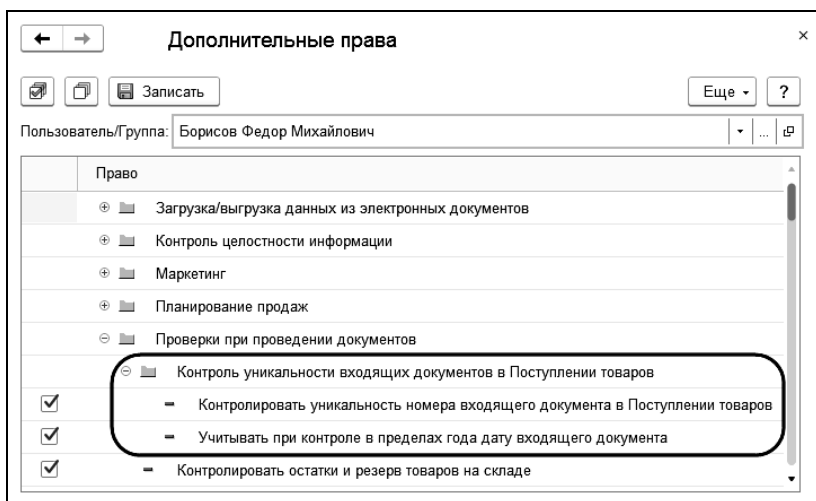 Дополнительные права
Записать
Еще
?
Пользователь/Группа: Борисов Федор Михайлович
...
Право
Загрузка/выгрузка данных из электронных документов
Контроль целостности информации
Маркетинг
Планирование продаж
Проверки при проведении документов
Контроль уникальности входящих документов в Поступлении товаров
Контролировать уникальность номера входящего документа в Поступлении товаров
Учитывать при контроле в пределах года дату входящего документа
Контролировать остатки и резерв товаров на складе